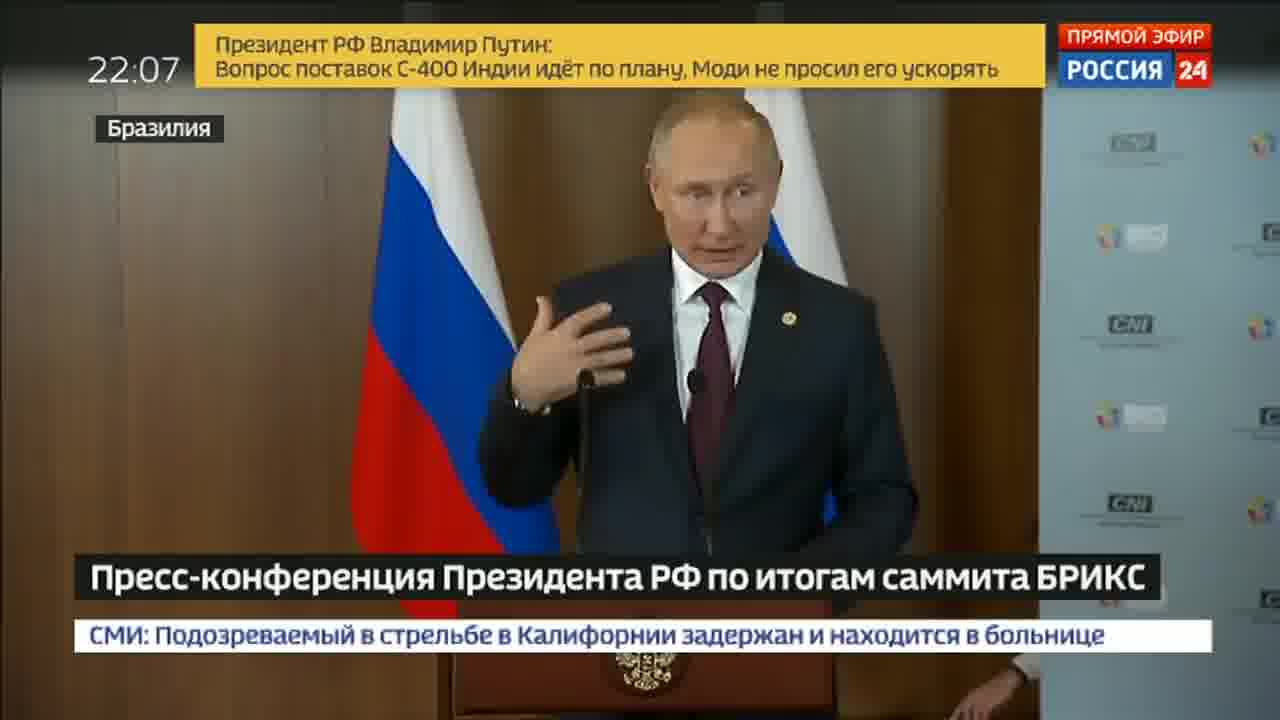 22:07
Президент РФ Владимир Путин:
Вопрос поставок С-400 Индии идёт по плану, Моди не просил его ускорять
ПРЯМОЙ ЭФИР
РОССИЯ 24
Бразилия
CNI
CNI
CNI
Пресс-конференция Президента РФ по итогам саммита БРИКС
СМИ: Подозреваемый в стрельбе в Калифорнии задержан и находится в больнице